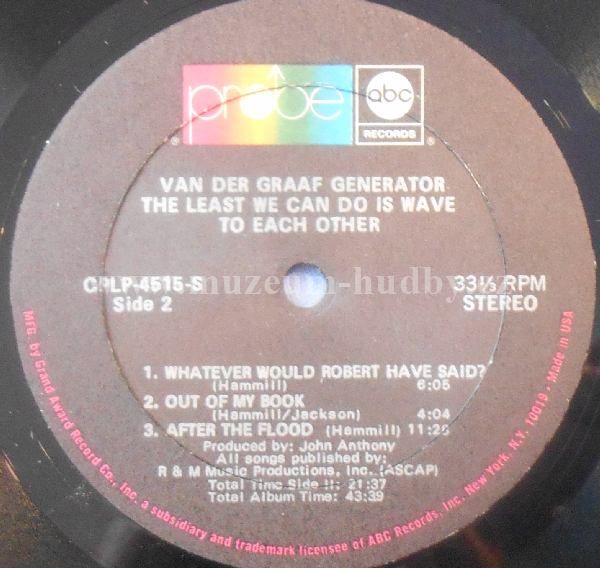 probe
abc
RECORDS
VAN DER GRAAF GENERATOR
THE LEAST WE CAN DO IS WAVE
TO EACH OTHER
CPLP-4515-S
Side 2
33⅓ RPM
STEREO
muzeum-hudby.cz
1. WHATEVER WOULD ROBERT HAVE SAID?
(Hammill) 6:05
2. OUT OF MY BOOK
(Hammill/Jackson) 4:04
3. AFTER THE FLOOD (Hammill) 11:28
Produced by: John Anthony
All songs published by:
R & M Music Productions, Inc. (ASCAP)
Total Time Side II: 21:37
Total Album Time: 43:39
MFG. by Grand Award Record Co., Inc. a subsidiary and trademark licensee of ABC Records, Inc. New York, N.Y. 10019 - Made in USA